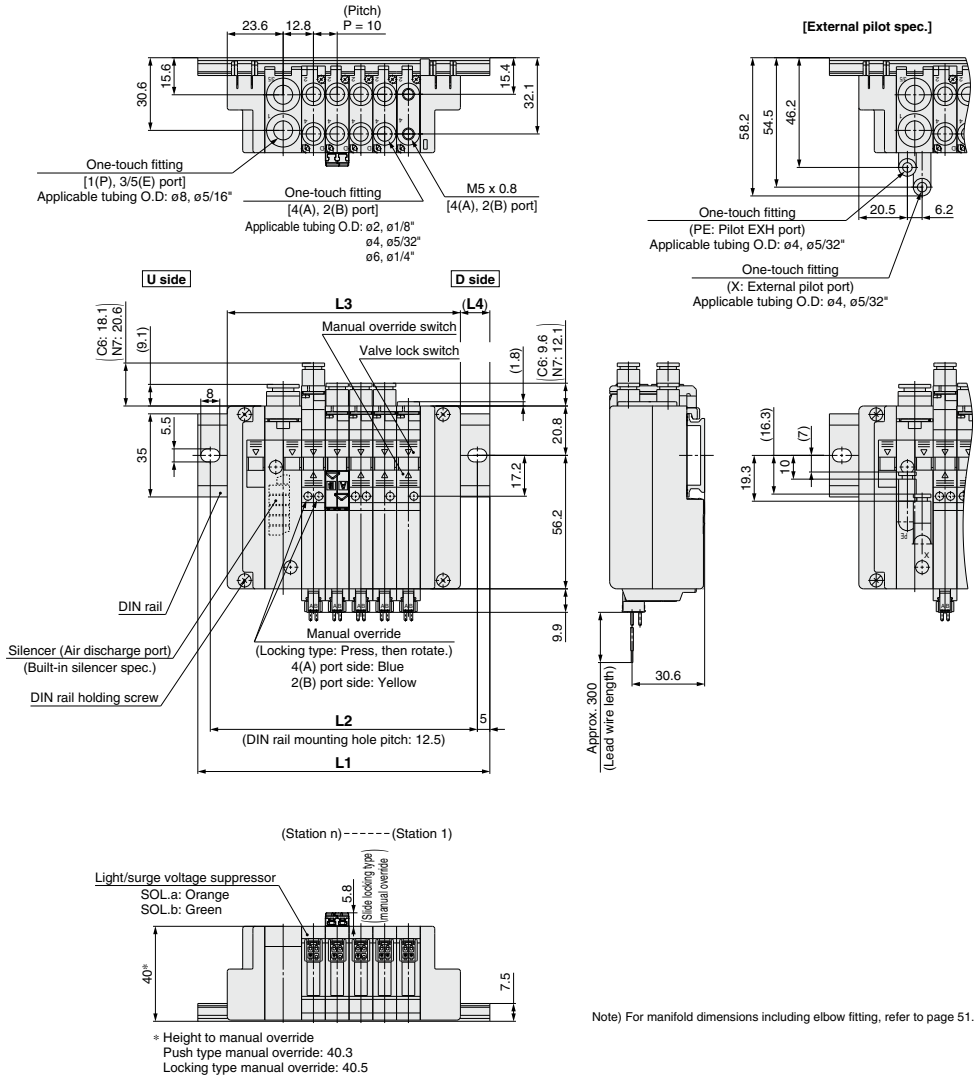 (Pitch)
P = 10
23.6
12.8
[External pilot spec.]
30.6
15.6
15.4
32.1
58.2
54.5
46.2
One-touch fitting
[1(P), 3/5(E) port]
Applicable tubing O.D: ø8, ø5/16"
One-touch fitting
[4(A), 2(B) port]
Applicable tubing O.D: ø2, ø1/8"
ø4, ø5/32"
ø6, ø1/4"
M5 x 0.8
[4(A), 2(B) port]
20.5
6.2
One-touch fitting
(PE: Pilot EXH port)
Applicable tubing O.D: ø4, ø5/32"
One-touch fitting
(X: External pilot port)
Applicable tubing O.D: ø4, ø5/32"
U side
D side
L3
(L4)
Manual override switch
Valve lock switch
(C6: 18.1
N7: 20.6)
(9.1)
(1.8)
(C6: 9.6
N7: 12.1)
8
5.5
35
20.8
17.2
56.2
9.9
(16.3)
(7)
10
19.3
PE
X
DIN rail
Silencer (Air discharge port)
(Built-in silencer spec.)
DIN rail holding screw
Manual override
(Locking type: Press, then rotate.)
4(A) port side: Blue
2(B) port side: Yellow
30.6
Approx. 300
(Lead wire length)
L2
5
(DIN rail mounting hole pitch: 12.5)
L1
(Station n)------(Station 1)
Light/surge voltage suppressor
SOL.a: Orange
SOL.b: Green
5.8
(Slide locking type
manual override)
40*
7.5
* Height to manual override
Push type manual override: 40.3
Locking type manual override: 40.5
Note) For manifold dimensions including elbow fitting, refer to page 51.